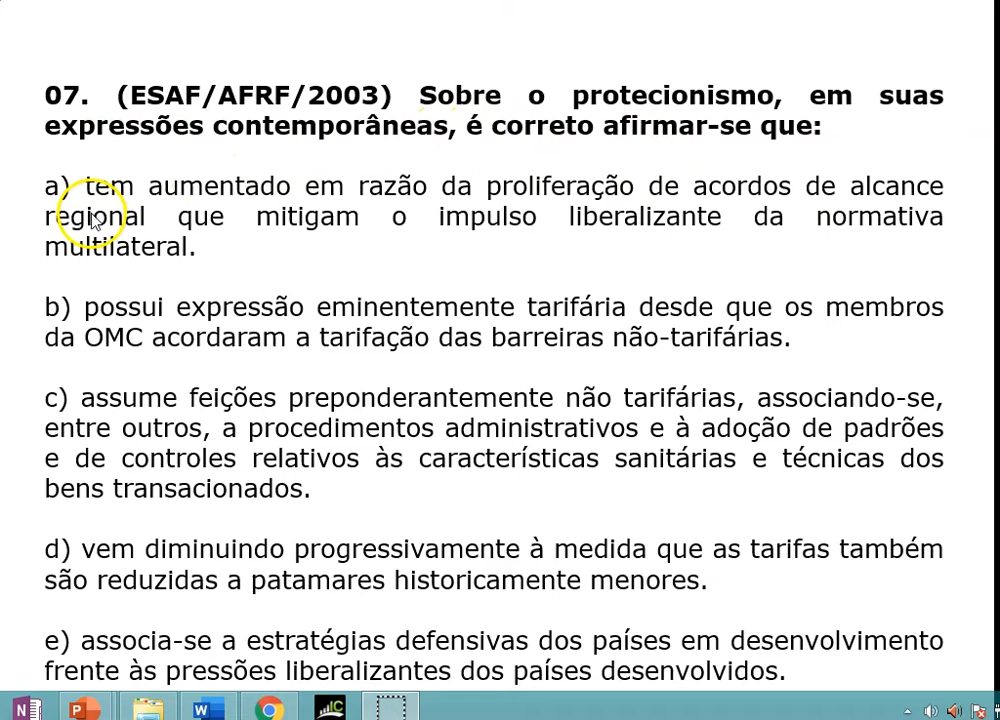 07. (ESAF/AFRF/2003) Sobre o protecionismo, em suas
expressões contemporâneas, é correto afirmar-se que:
a) tem aumentado em razão da proliferação de acordos de alcance
regional que mitigam o impulso liberalizante da normativa
multilateral.
b) possui expressão eminentemente tarifária desde que os membros
da OMC acordaram a tarifação das barreiras não-tarifárias.
c) assume feições preponderantemente não tarifárias, associando-se,
entre outros, a procedimentos administrativos e à adoção de padrões
e de controles relativos às características sanitárias e técnicas dos
bens transacionados.
d) vem diminuindo progressivamente à medida que as tarifas também
são reduzidas a patamares historicamente menores.
e) associa-se a estratégias defensivas dos países em desenvolvimento
frente às pressões liberalizantes dos países desenvolvidos.